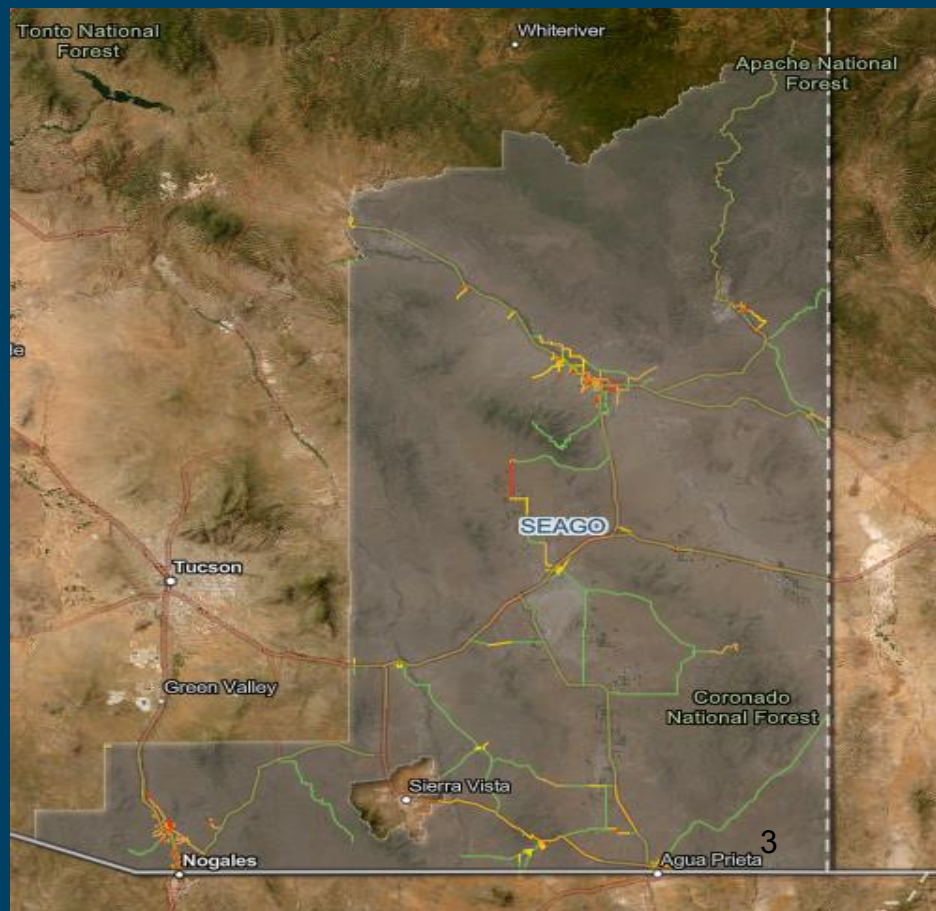 Tonto National
Forest
Whiteriver
Apache National
Forest
le
SEAGO
Tucson
Green Valley
Coronado
National Forest
Sierra Vista
3
Nogales
Agua Prieta